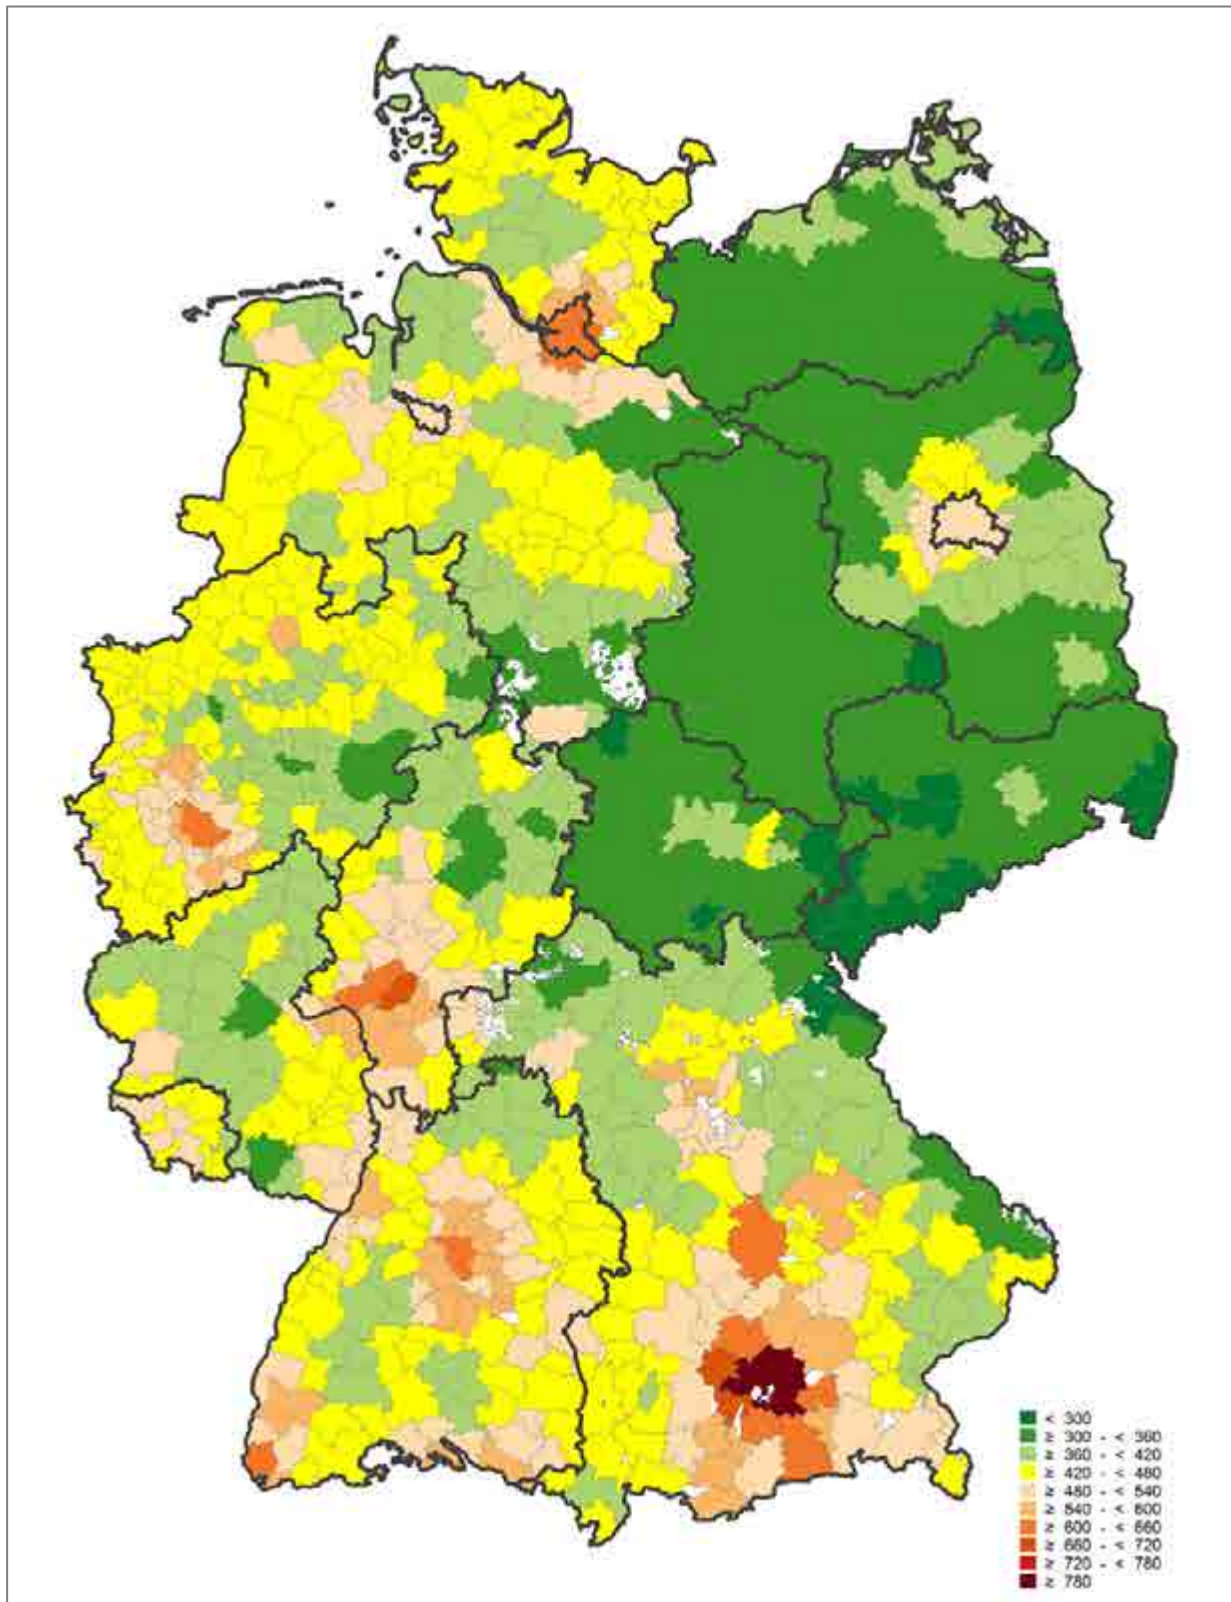 < 300
≥ 300 - < 360
≥ 360 - < 420
≥ 420 - < 480
≥ 480 - < 540
≥ 540 - < 600
≥ 600 - < 660
≥ 660 - < 720
≥ 720 - < 780
≥ 780